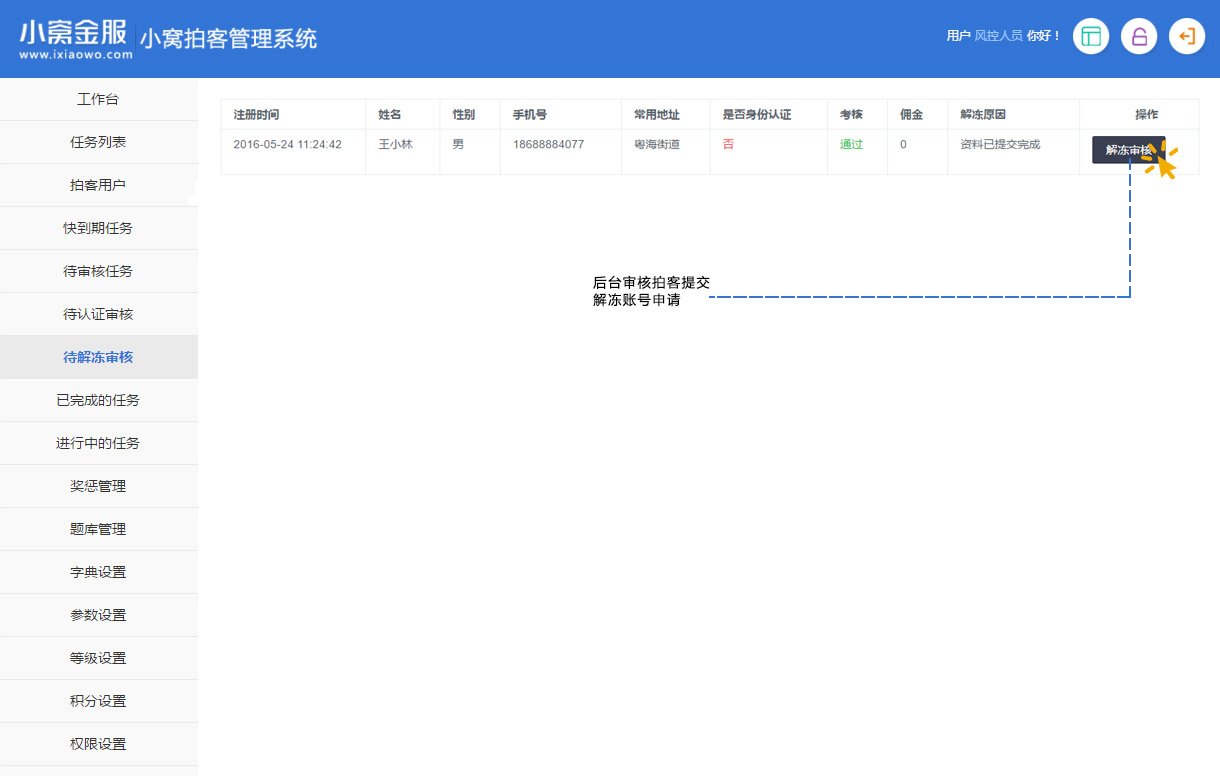 小窝金服
www.ixiaowo.com
小窝拍客管理系统
用户 风控人员 你好！
工作台
任务列表
拍客用户
快到期任务
待审核任务
待认证审核
待解冻审核
已完成的任务
进行中的任务
奖惩管理
题库管理
字典设置
参数设置
等级设置
积分设置
权限设置
注册时间 姓名 性别 手机号 常用地址 是否身份认证 考核 佣金 解冻原因 操作
2016-05-24 11:24:42 王小林 男 18688884077 粤海街道 否 通过 0 资料已提交完成 解冻审核
后台审核拍客提交
解冻账号申请